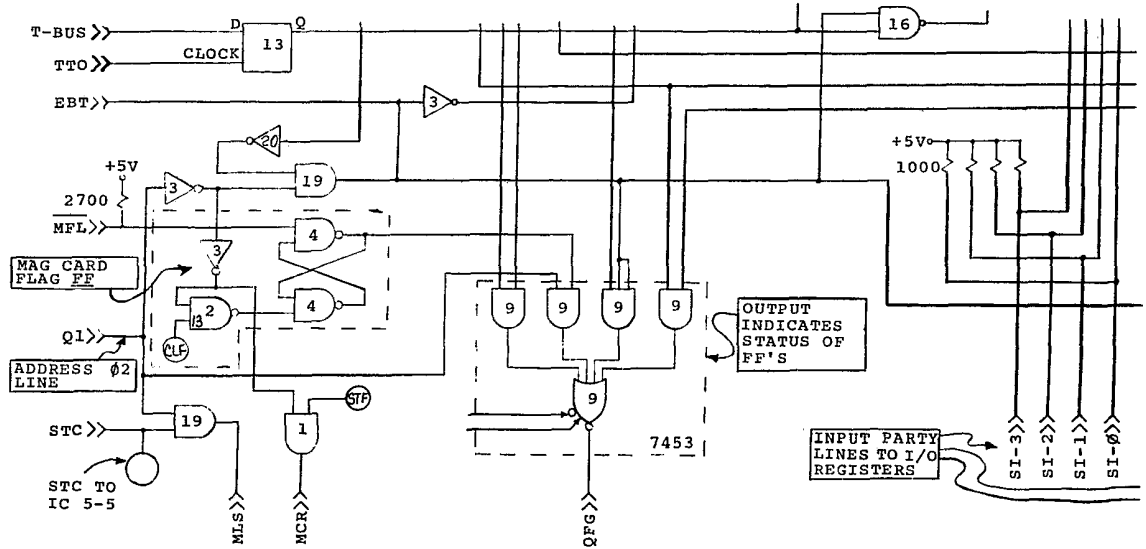 T-BUS
D
13
Q
16
CLOCK
TTO
EBT
3
20
+5V
1000
+5V
3
19
2700
MFL
4
3
MAG CARD
FLAG FF
2
13
4
9
9
9
9
OUTPUT
INDICATES
STATUS OF
FF'S
Q1
CLF
ADDRESS Ø2
LINE
STF
9
19
1
STC
7453
INPUT PARTY
LINES TO I/O
REGISTERS
SI-3
SI-2
SI-1
SI-Ø
STC TO
IC 5-5
MLS
MCR
QFG